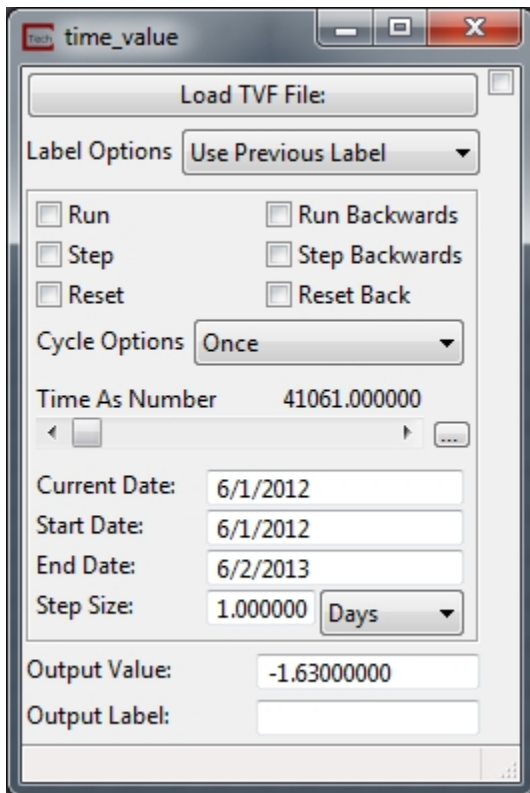 Tech time_value
Load TVF File:
Label Options Use Previous Label
Run Run Backwards
Step Step Backwards
Reset Reset Back
Cycle Options Once
Time As Number 41061.000000
...
Current Date: 6/1/2012
Start Date: 6/1/2012
End Date: 6/2/2013
Step Size: 1.000000 Days
Output Value: -1.63000000
Output Label: